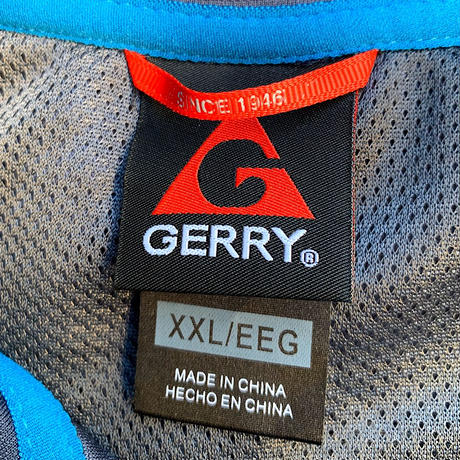 SINCE 1946
G
GERRY®
XXL/EEG
MADE IN CHINA
HECHO EN CHINA